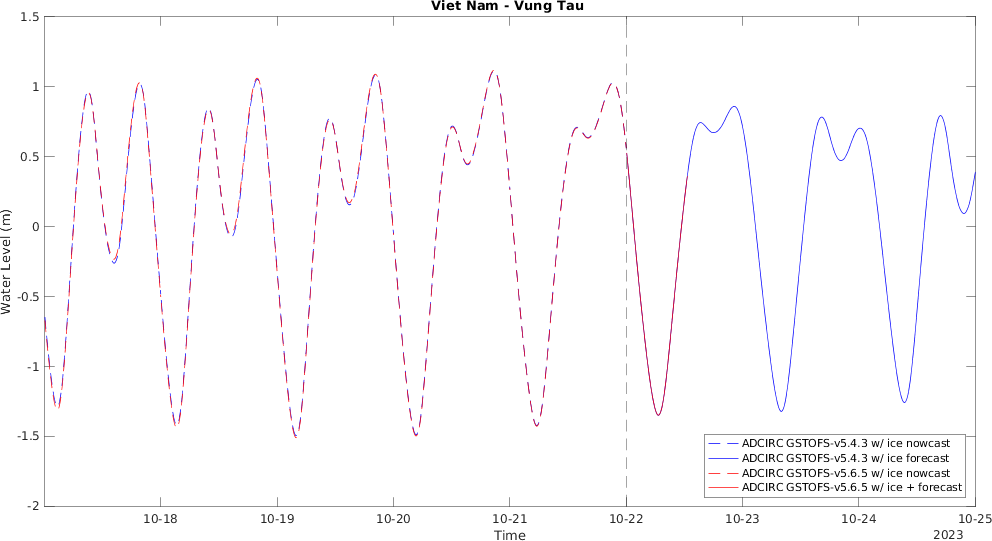 Viet Nam - Vung Tau
1.5
1
0.5
0
-0.5
-1
-1.5
-2
Water Level (m)
10-18
10-19
10-20
10-21
10-22
10-23
10-24
10-25
Time
2023
ADCIRC GSTOFS-v5.4.3 w/ ice nowcast
ADCIRC GSTOFS-v5.4.3 w/ ice forecast
ADCIRC GSTOFS-v5.6.5 w/ ice nowcast
ADCIRC GSTOFS-v5.6.5 w/ ice + forecast